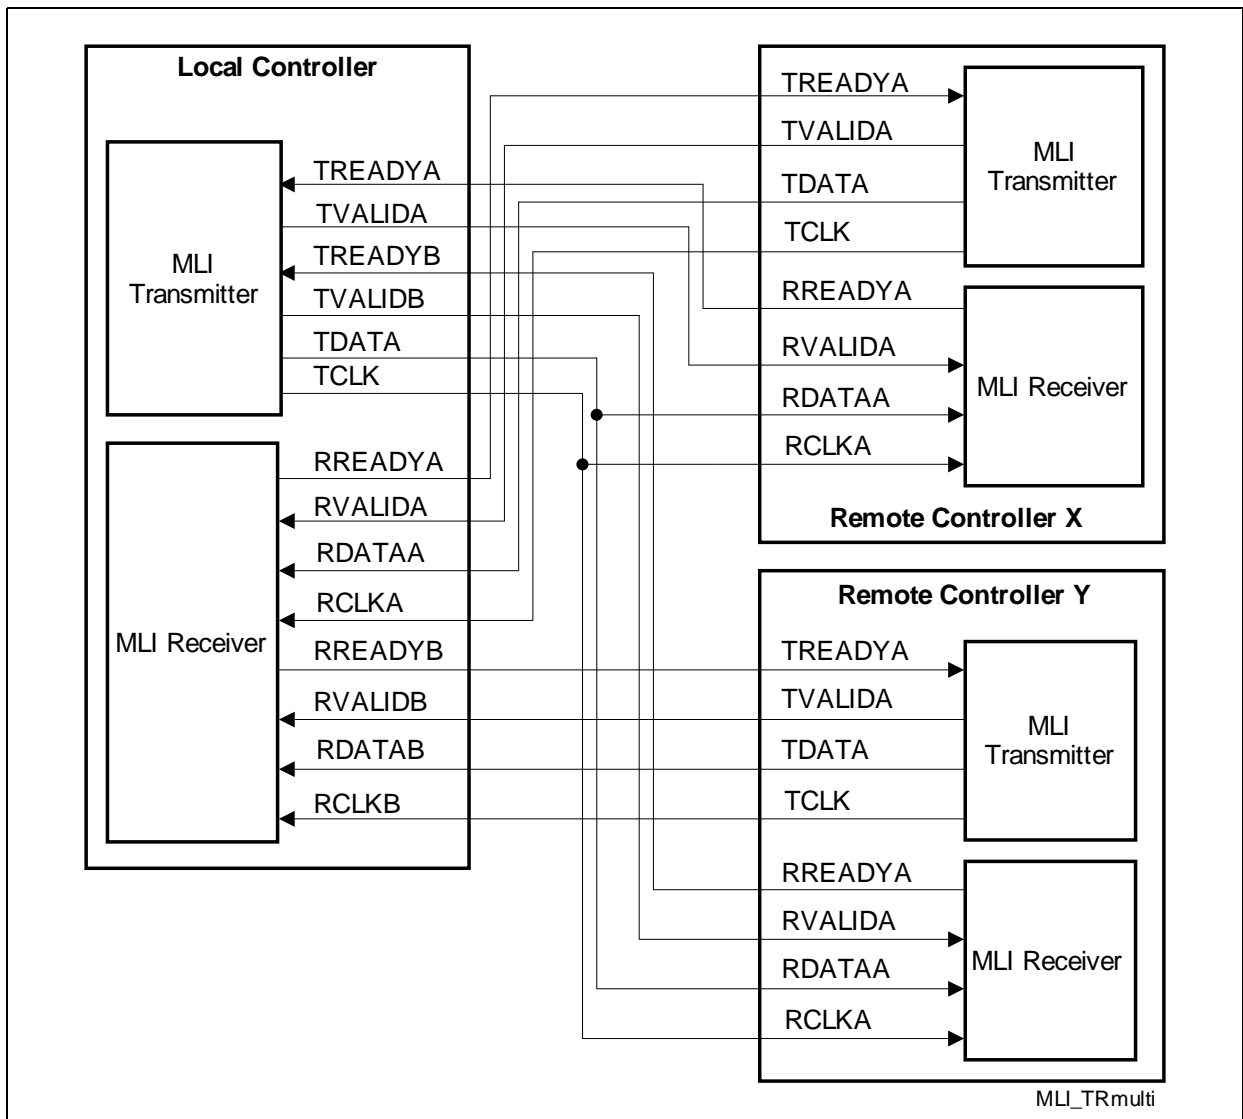 Local Controller
MLI
Transmitter
TREADYA
TVALIDA
TREADYB
TVALIDB
TDATA
TCLK
MLI Receiver
RREADYA
RVALIDA
RDATAA
RCLKA
RREADYB
RVALIDB
RDATAB
RCLKB
TREADYA
TVALIDA
TDATA
TCLK
MLI
Transmitter
RREADYA
RVALIDA
RDATAA
RCLKA
MLI Receiver
Remote Controller X
Remote Controller Y
TREADYA
TVALIDA
TDATA
TCLK
MLI
Transmitter
RREADYA
RVALIDA
RDATAA
RCLKA
MLI Receiver
MLI_TRmulti